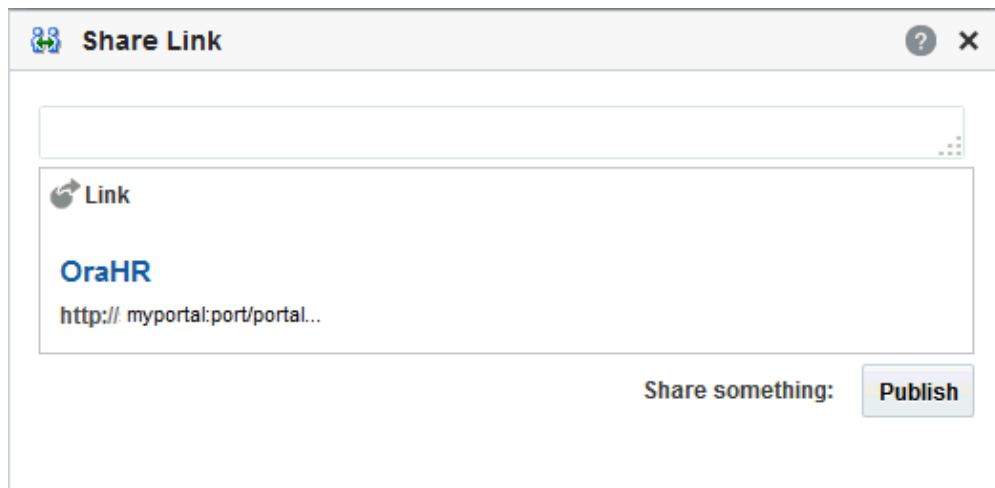 Share Link
Link
OraHR
http:// myportal:port/portal...
Share something: Publish